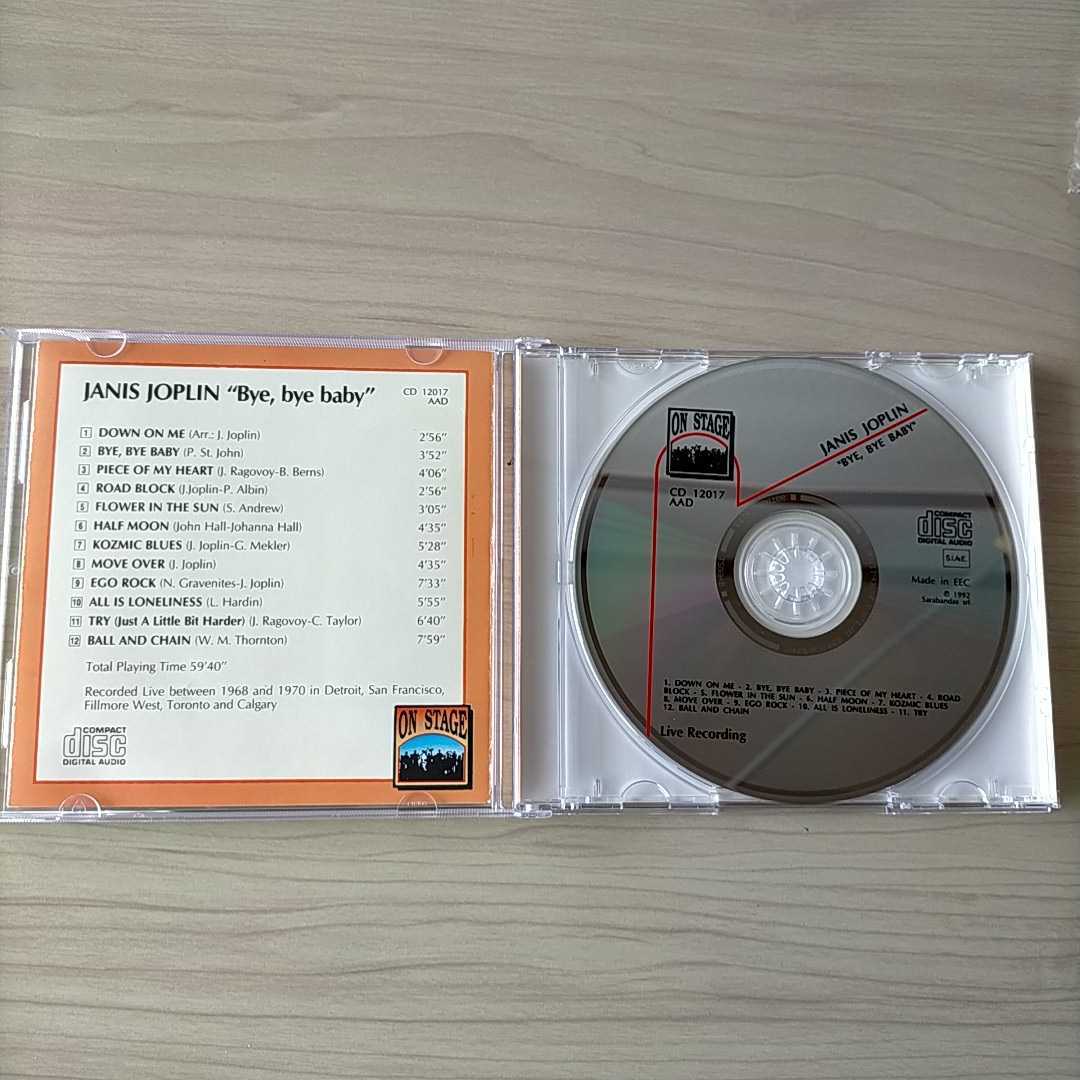 JANIS JOPLIN “Bye, bye baby” CD 12017
AAD
1 DOWN ON ME (Arr.: J. Joplin) 2'56"
2 BYE, BYE BABY (P. St. John) 3'52"
3 PIECE OF MY HEART (J. Ragovoy-B. Berns) 4'06"
4 ROAD BLOCK (J.Joplin-P. Albin) 2'56"
5 FLOWER IN THE SUN (S. Andrew) 3'05"
6 HALF MOON (John Hall-Johanna Hall) 4'35"
7 KOZMIC BLUES (J. Joplin-G. Mekler) 5'28"
8 MOVE OVER (J. Joplin) 4'35"
9 EGO ROCK (N. Gravenites-J. Joplin) 7'33"
10 ALL IS LONELINESS (L. Hardin) 5'55"
11 TRY (Just A Little Bit Harder) (J. Ragovoy-C. Taylor) 6'40"
12 BALL AND CHAIN (W. M. Thornton) 7'59"
Total Playing Time 59'40"
Recorded Live between 1968 and 1970 in Detroit, San Francisco,
Fillmore West, Toronto and Calgary
COMPACT
disc
DIGITAL AUDIO
ON STAGE
ON STAGE
CD 12017
AAD
JANIS JOPLIN
"BYE, BYE BABY"
COMPACT
disc
DIGITAL AUDIO
S.I.A.E.
Made in EEC
© 1992
Sarabandas srl
1. DOWN ON ME - 2. BYE, BYE BABY - 3. PIECE OF MY HEART - 4. ROAD
BLOCK - 5. FLOWER IN THE SUN - 6. HALF MOON - 7. KOZMIC BLUES
8. MOVE OVER - 9. EGO ROCK - 10. ALL IS LONELINESS - 11. TRY
12. BALL AND CHAIN
Live Recording